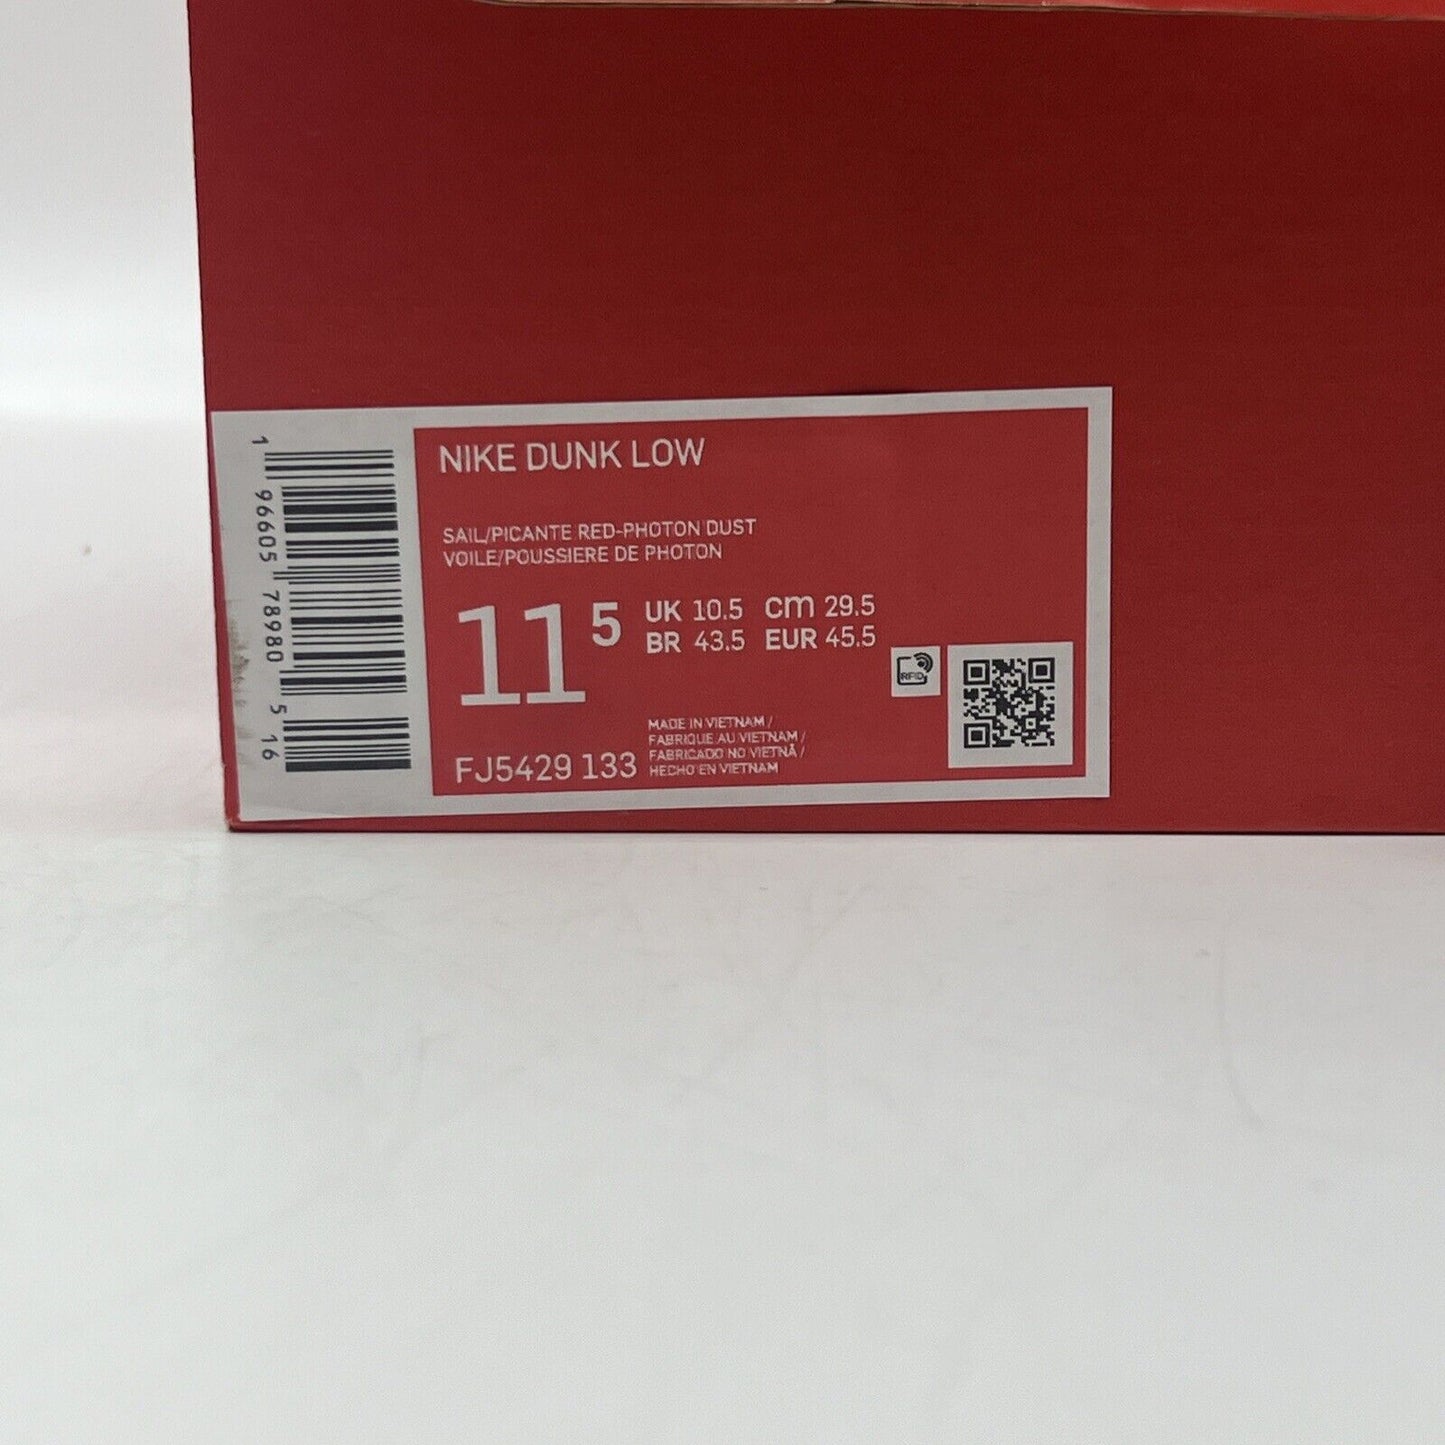 1 96605 78980 5 16
NIKE DUNK LOW
SAIL/PICANTE RED-PHOTON DUST
VOILE/POUSSIERE DE PHOTON
11 5
UK 10.5 cm 29.5
BR 43.5 EUR 45.5
RFID
FJ5429 133
MADE IN VIETNAM /
FABRIQUE AU VIETNAM /
FABRICADO NO VIETNÃ /
HECHO EN VIETNAM